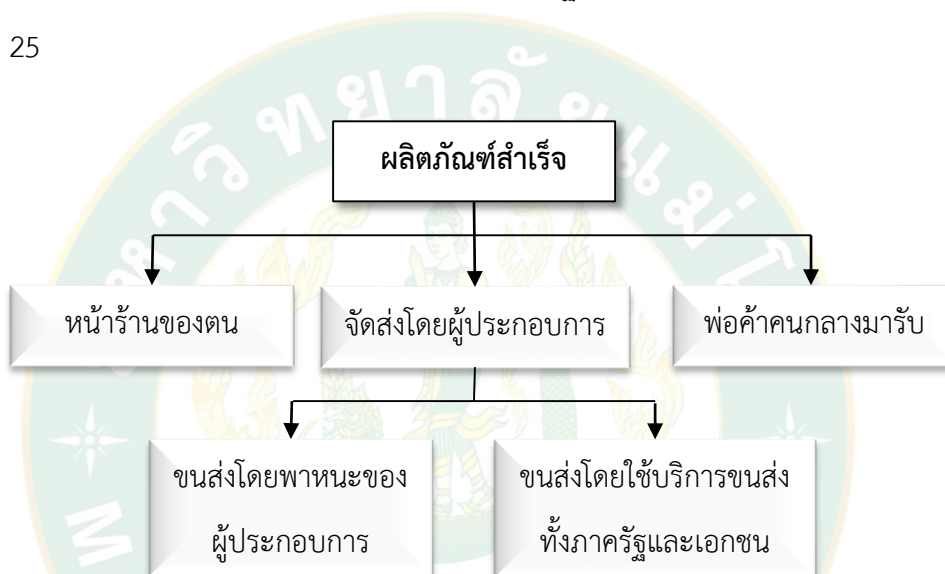 25
ผลิตภัณฑ์สำเร็จ
หน้าร้านของตน
จัดส่งโดยผู้ประกอบการ
พ่อค้าคนกลางมารับ
ขนส่งโดยพาหนะของ
ผู้ประกอบการ
ขนส่งโดยใช้บริการขนส่ง
ทั้งภาครัฐและเอกชน